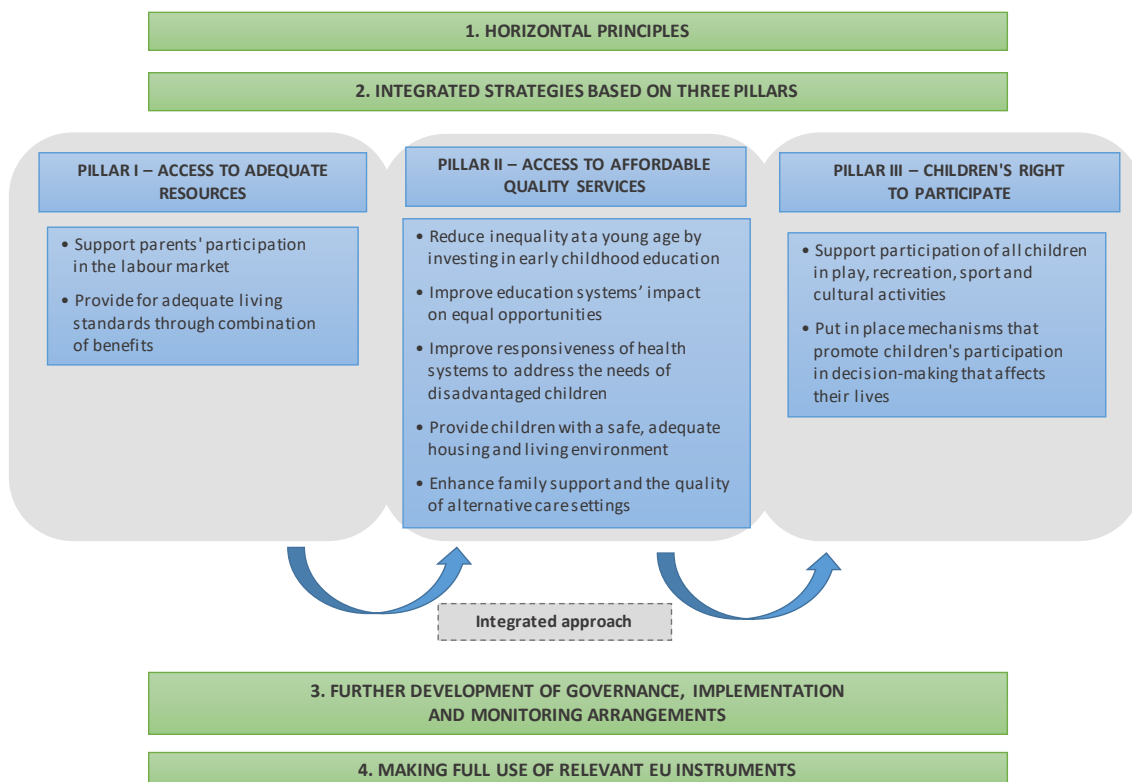 1. HORIZONTAL PRINCIPLES
2. INTEGRATED STRATEGIES BASED ON THREE PILLARS
PILLAR I – ACCESS TO ADEQUATE
RESOURCES
• Support parents' participation
in the labour market
• Provide for adequate living
standards through combination
of benefits
PILLAR II – ACCESS TO AFFORDABLE
QUALITY SERVICES
• Reduce inequality at a young age by
investing in early childhood education
• Improve education systems’ impact
on equal opportunities
• Improve responsiveness of health
systems to address the needs of
disadvantaged children
• Provide children with a safe, adequate
housing and living environment
• Enhance family support and the quality
of alternative care settings
PILLAR III – CHILDREN'S RIGHT
TO PARTICIPATE
• Support participation of all children
in play, recreation, sport and
cultural activities
• Put in place mechanisms that
promote children's participation
in decision-making that affects
their lives
Integrated approach
3. FURTHER DEVELOPMENT OF GOVERNANCE, IMPLEMENTATION
AND MONITORING ARRANGEMENTS
4. MAKING FULL USE OF RELEVANT EU INSTRUMENTS